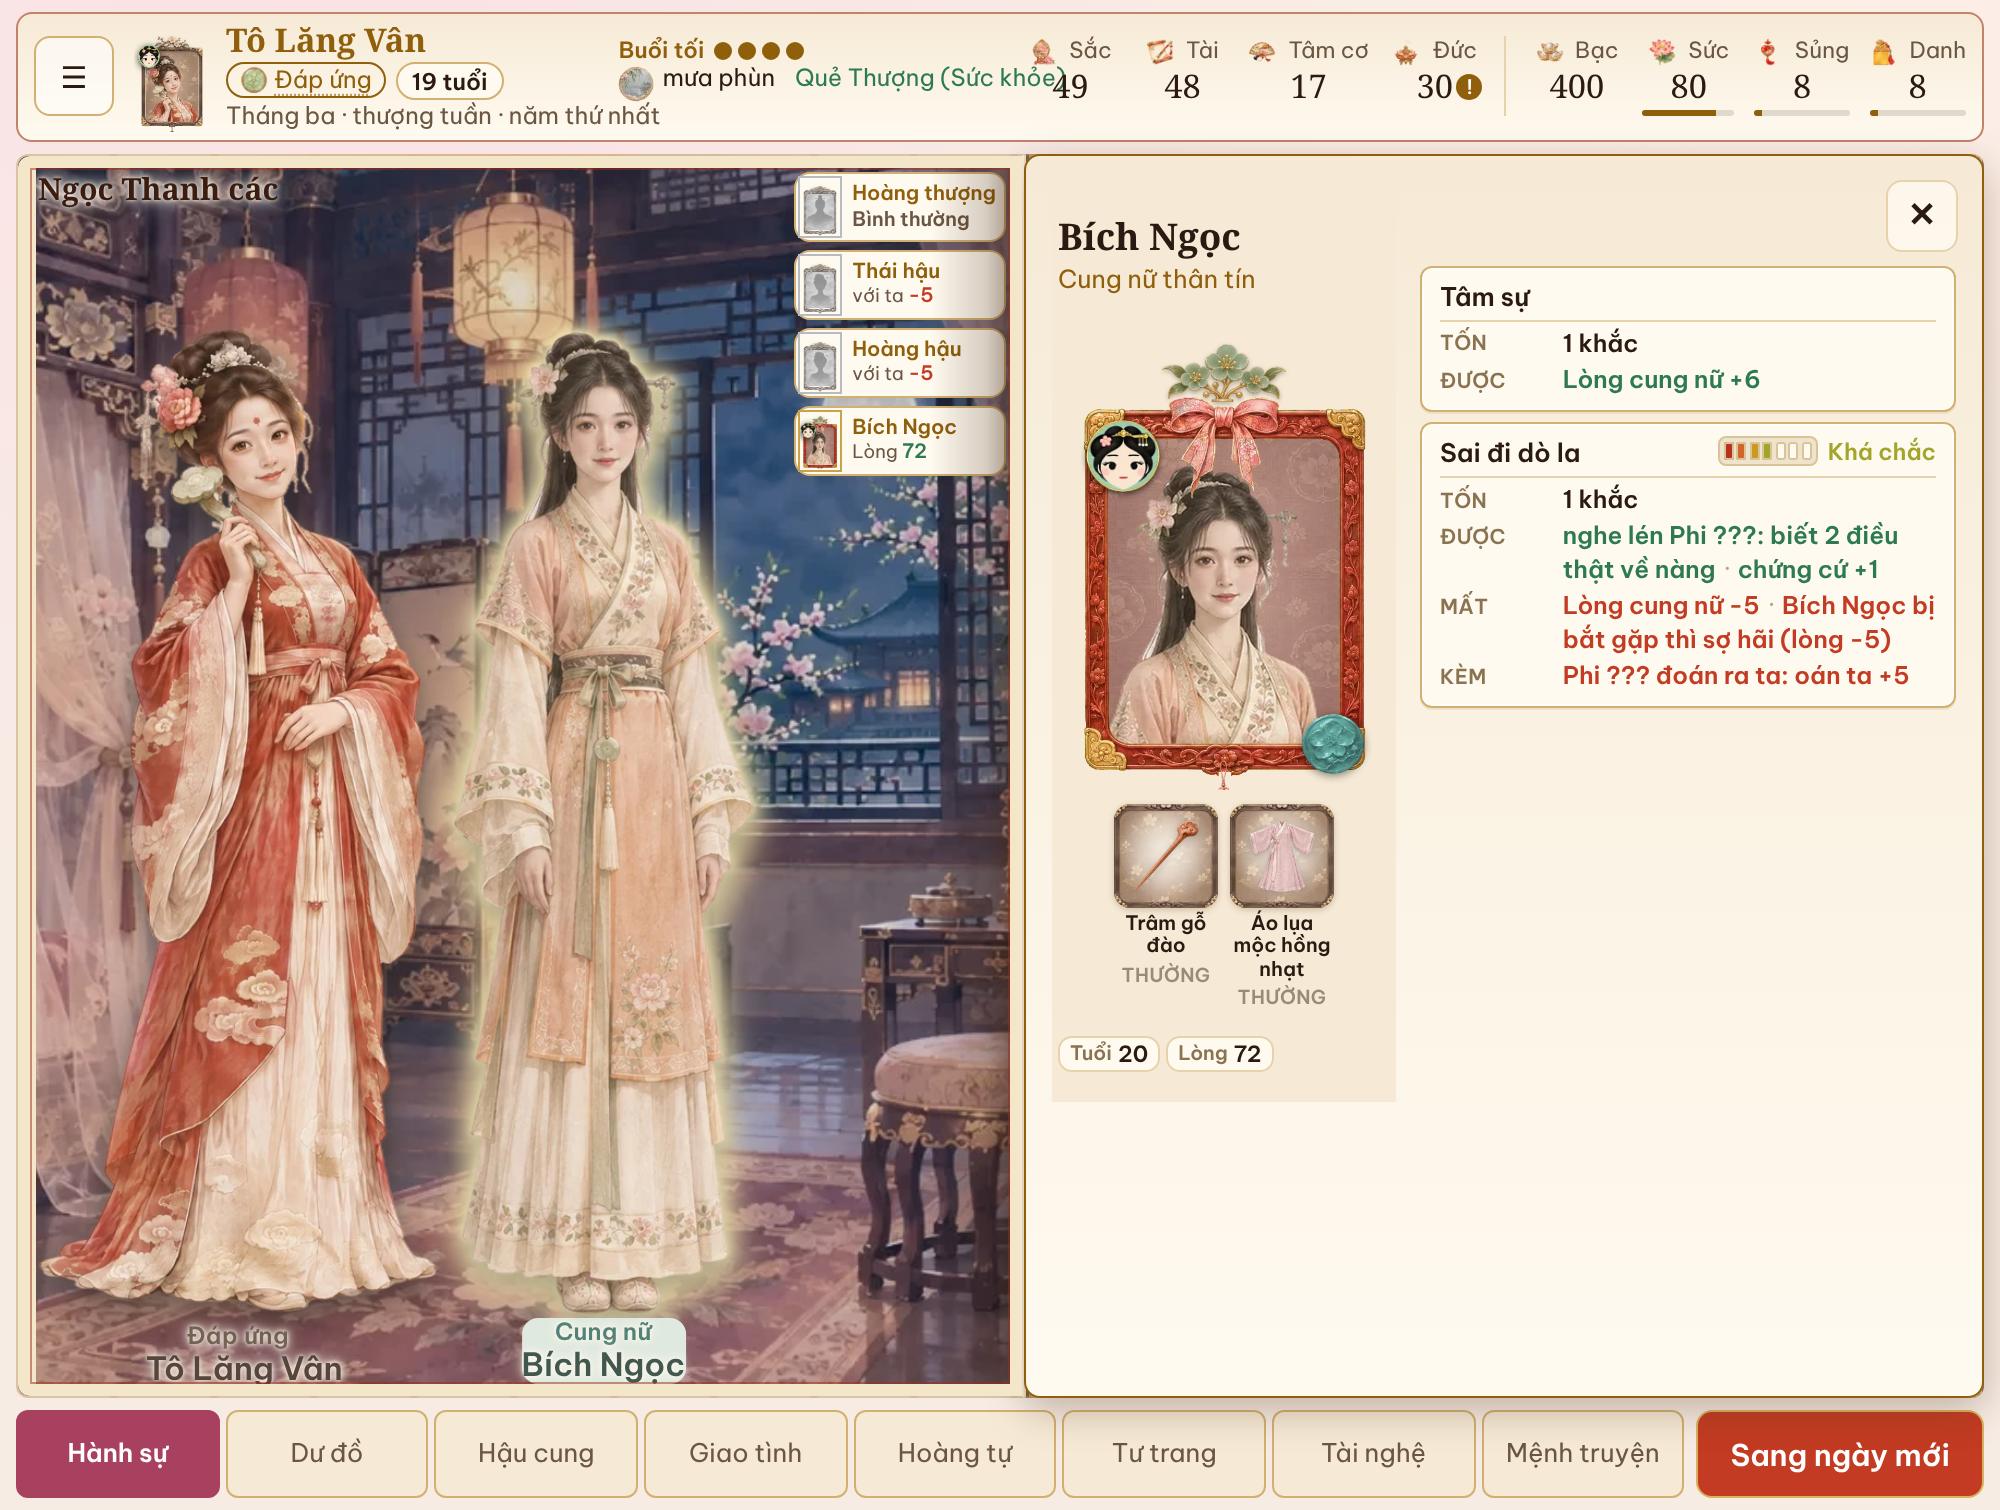 ☰
Tô Lăng Vân
Đáp ứng 19 tuổi
Tháng ba · thượng tuần · năm thứ nhất
Buổi tối
mưa phùn Quẻ Thượng (Sức khỏe)
Sắc Tài Tâm cơ Đức Bạc Sức Sủng Danh
49 48 17 30 ! 400 80 8 8
Ngọc Thanh các
Hoàng thượng
Bình thường
Thái hậu
với ta -5
Hoàng hậu
với ta -5
Bích Ngọc
Lòng 72
Đáp ứng
Tô Lăng Vân
Cung nữ
Bích Ngọc
✕
Bích Ngọc
Cung nữ thân tín
Trâm gỗ
đào
THƯỜNG
Áo lụa
mộc hồng
nhạt
THƯỜNG
Tuổi 20 Lòng 72
Tâm sự
TỐN 1 khắc
ĐƯỢC Lòng cung nữ +6
Sai đi dò la Khá chắc
TỐN 1 khắc
ĐƯỢC nghe lén Phi ???: biết 2 điều
thật về nàng · chứng cứ +1
MẤT Lòng cung nữ -5 · Bích Ngọc bị
bắt gặp thì sợ hãi (lòng -5)
KÈM Phi ??? đoán ra ta: oán ta +5
Hành sự Dư đồ Hậu cung Giao tình Hoàng tự Tư trang Tài nghệ Mệnh truyện Sang ngày mới